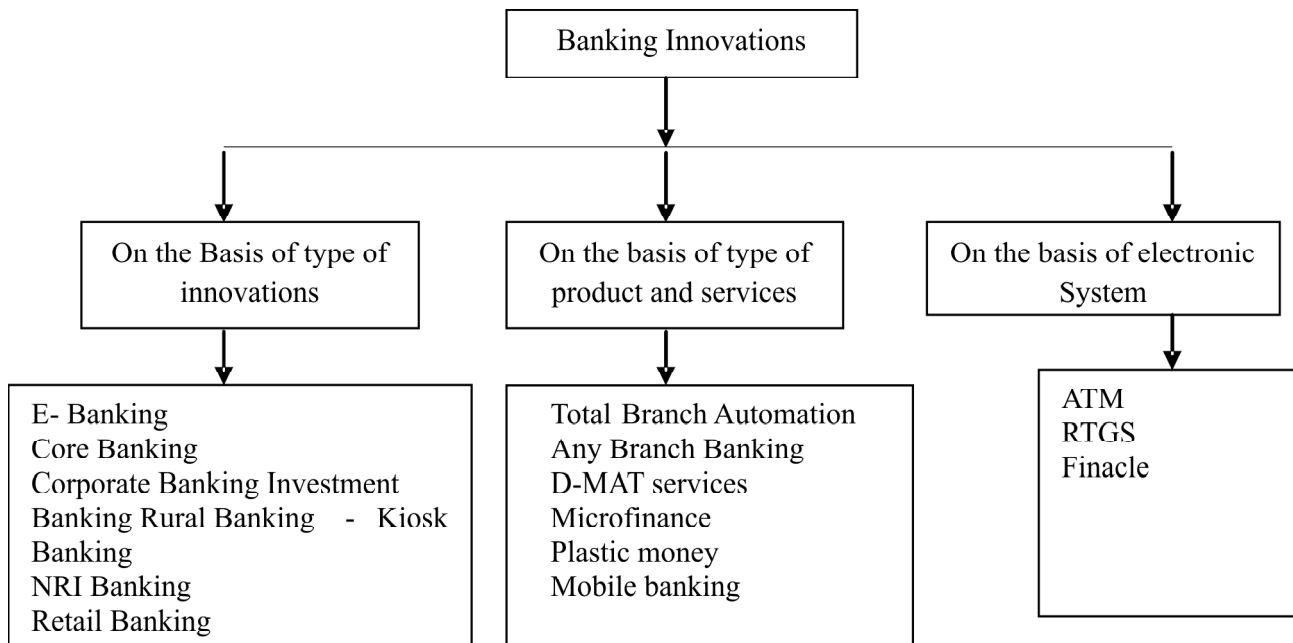 Banking Innovations
On the Basis of type of
innovations
On the basis of type of
product and services
On the basis of electronic
System
E- Banking
Core Banking
Corporate Banking Investment
Banking Rural Banking - Kiosk
Banking
NRI Banking
Retail Banking
Total Branch Automation
Any Branch Banking
D-MAT services
Microfinance
Plastic money
Mobile banking
ATM
RTGS
Finacle